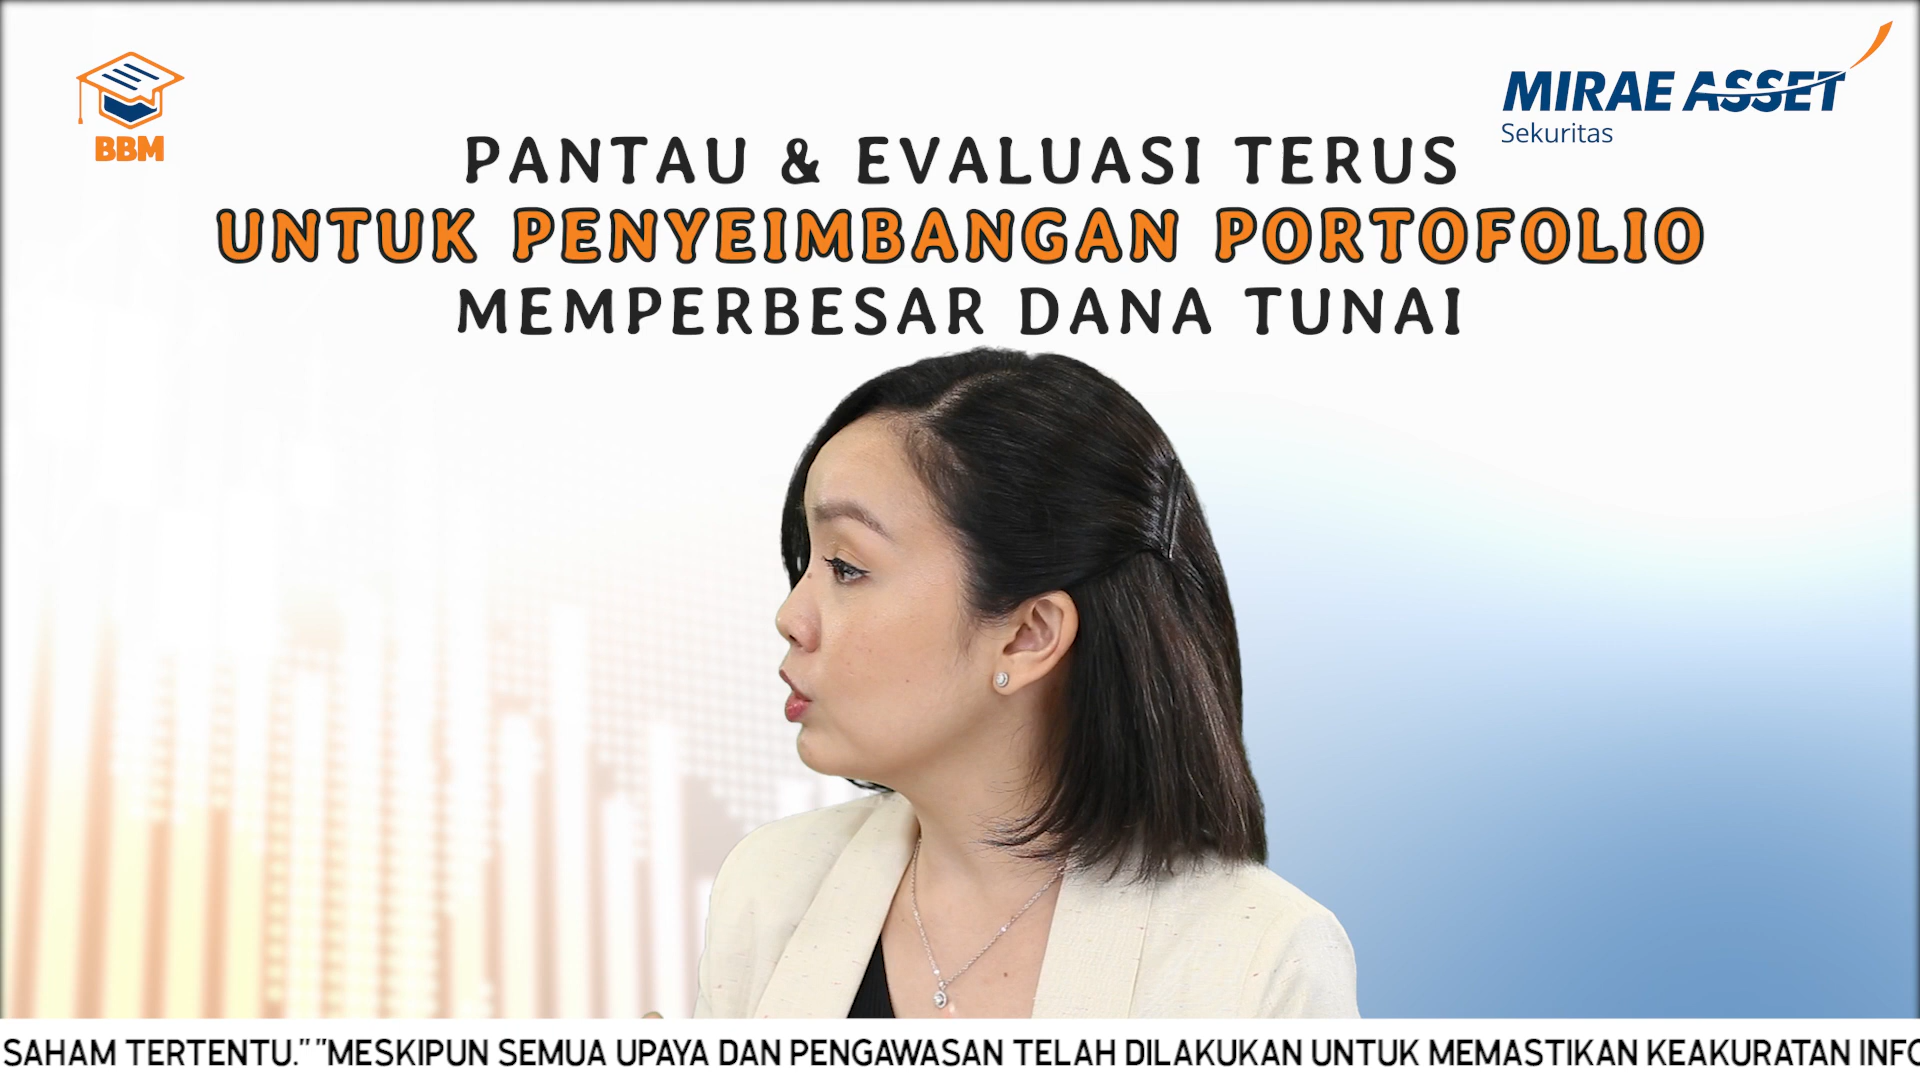 BBM
MIRAE ASSET
Sekuritas
PANTAU & EVALUASI TERUS
UNTUK PENYEIMBANGAN PORTOFOLIO
MEMPERBESAR DANA TUNAI
SAHAM TERTENTU." "MESKIPUN SEMUA UPAYA DAN PENGAWASAN TELAH DILAKUKAN UNTUK MEMASTIKAN KEAKURATAN INFO